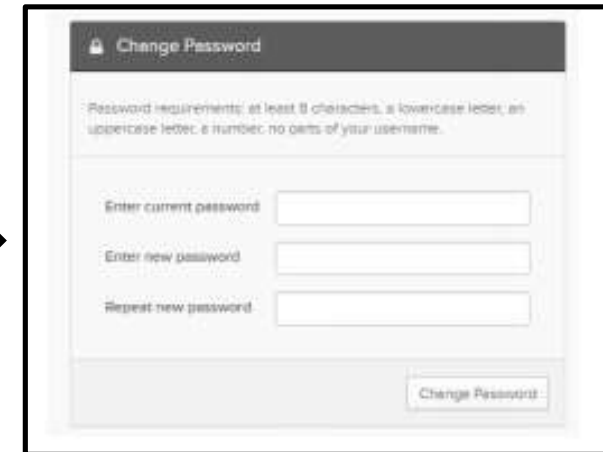 Change Password
Password requirements: at least 8 characters, a lowercase letter, an
uppercase letter, a number, no parts of your username.
Enter current password
Enter new password
Repeat new password
Change Password